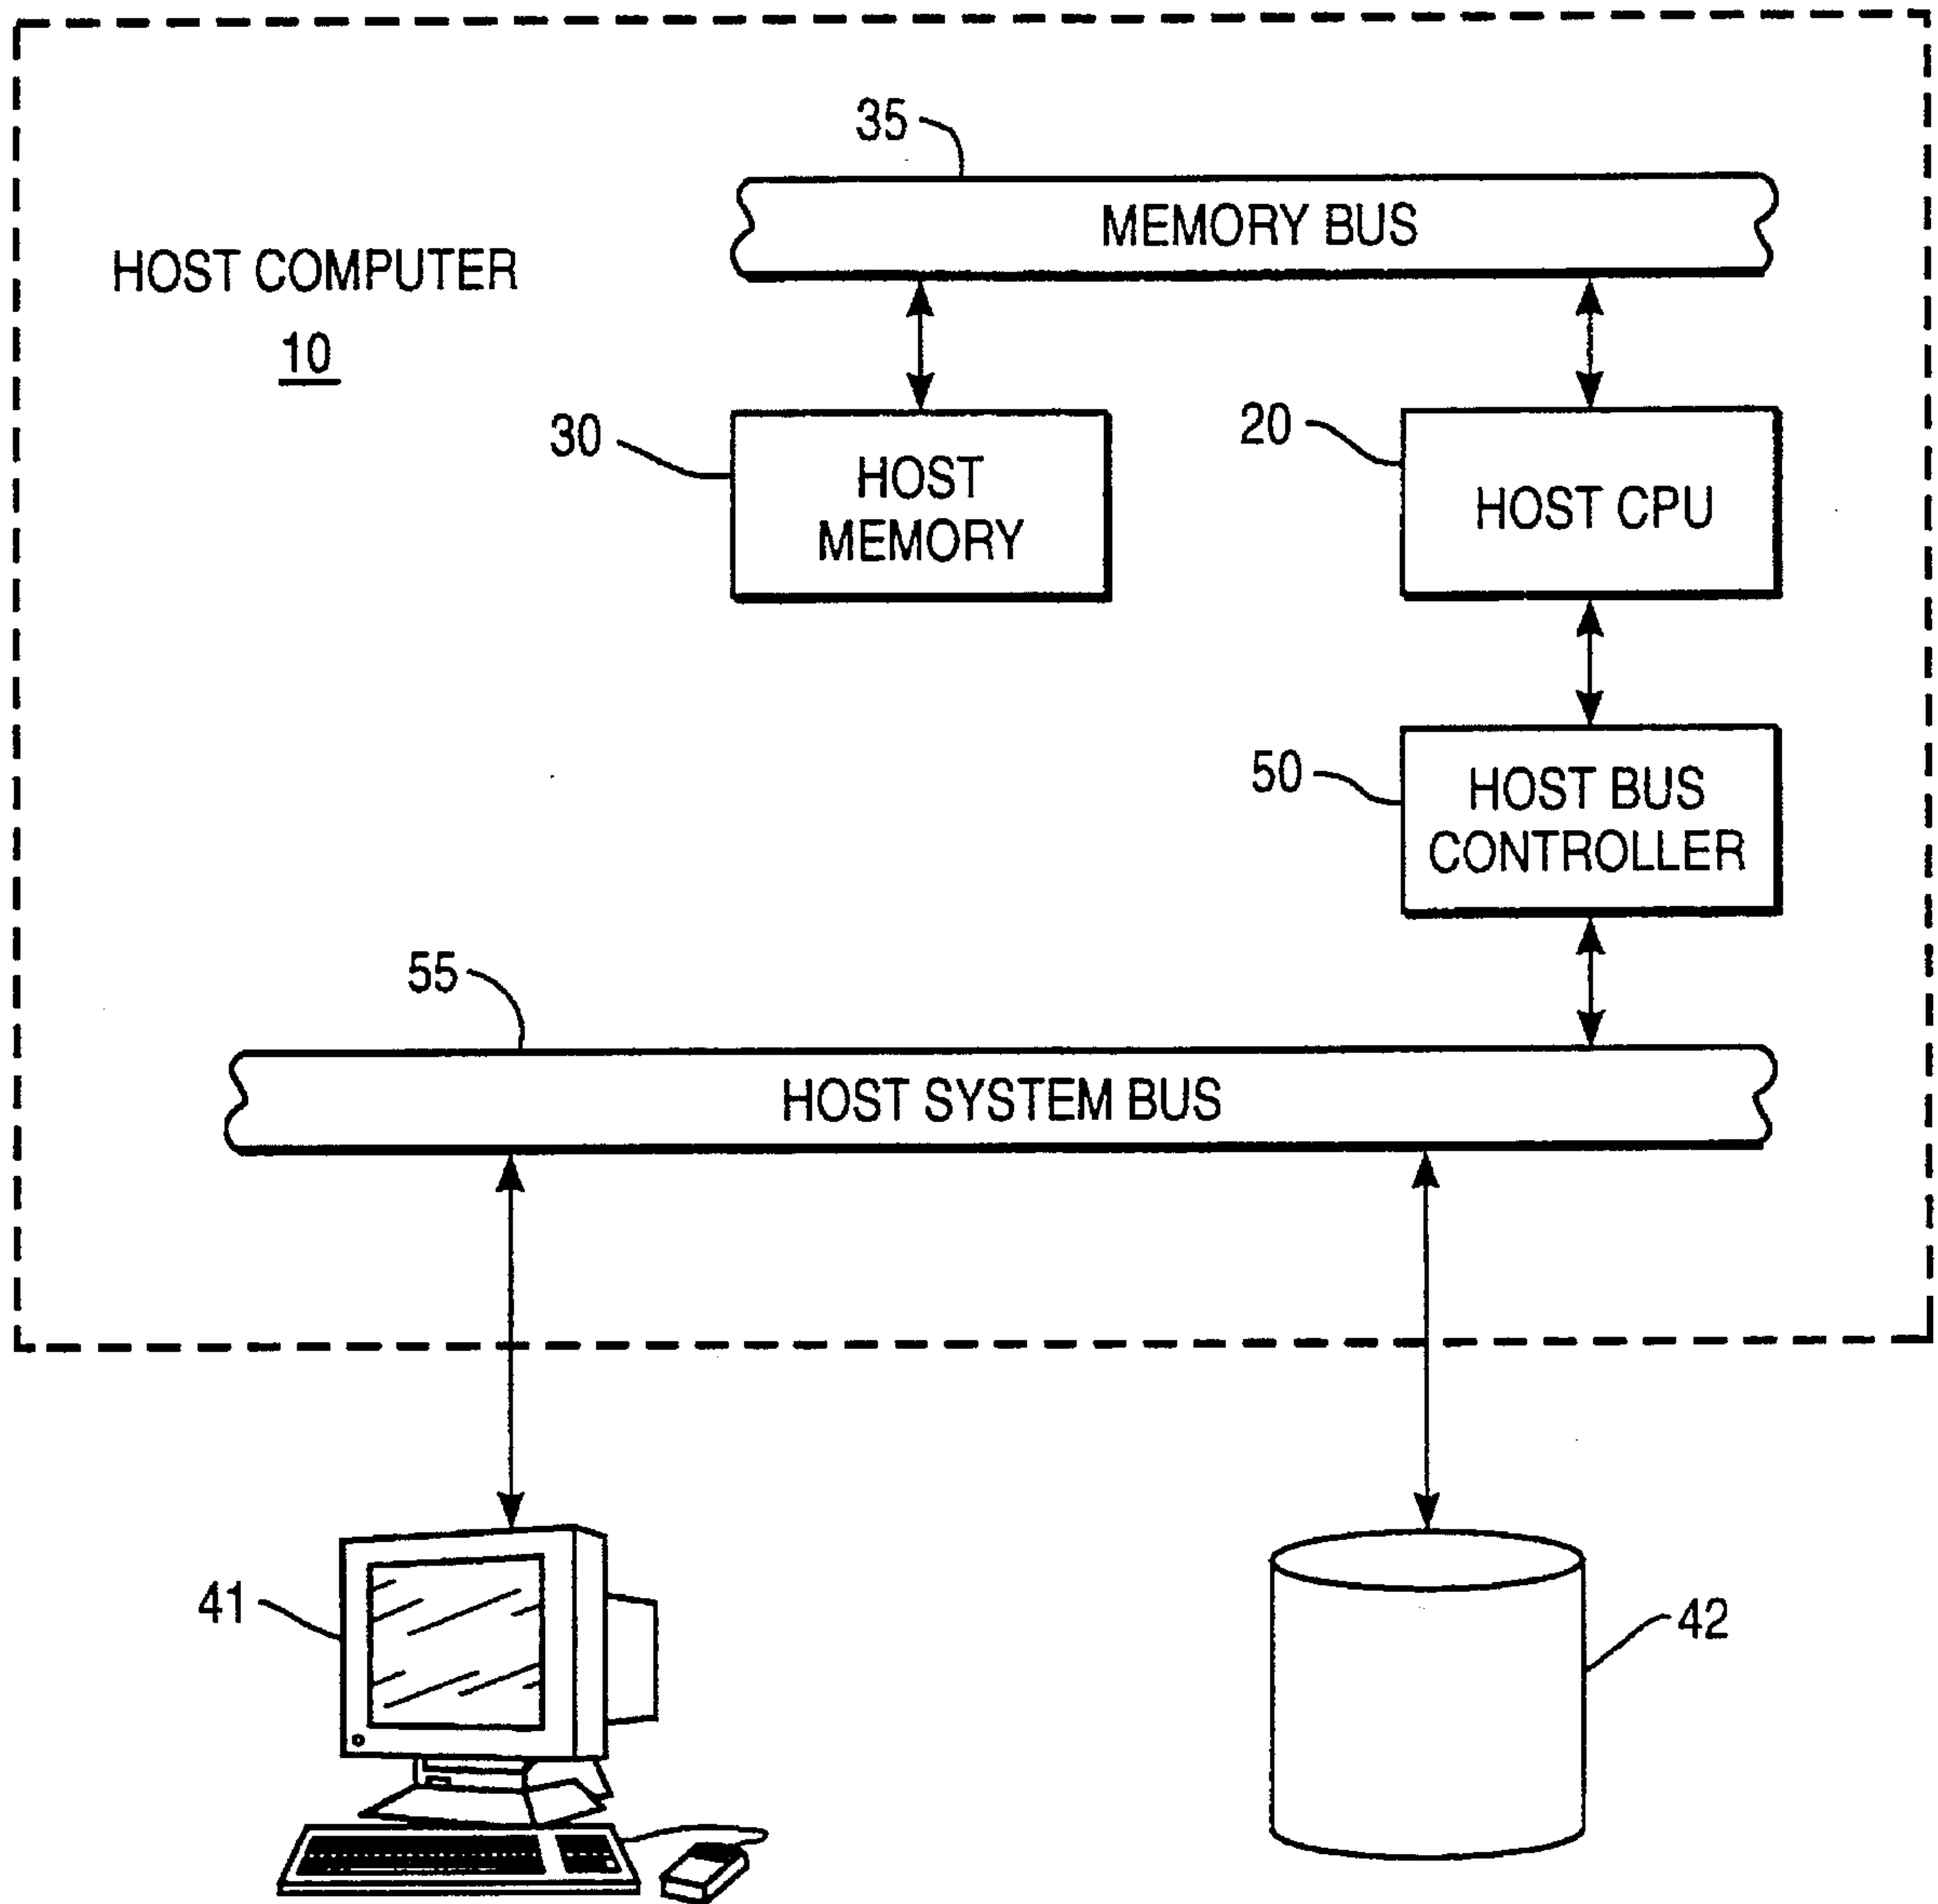 35
MEMORY BUS
HOST COMPUTER
10
30
HOST
MEMORY
20
HOST CPU
50
HOST BUS
CONTROLLER
55
HOST SYSTEM BUS
41
42